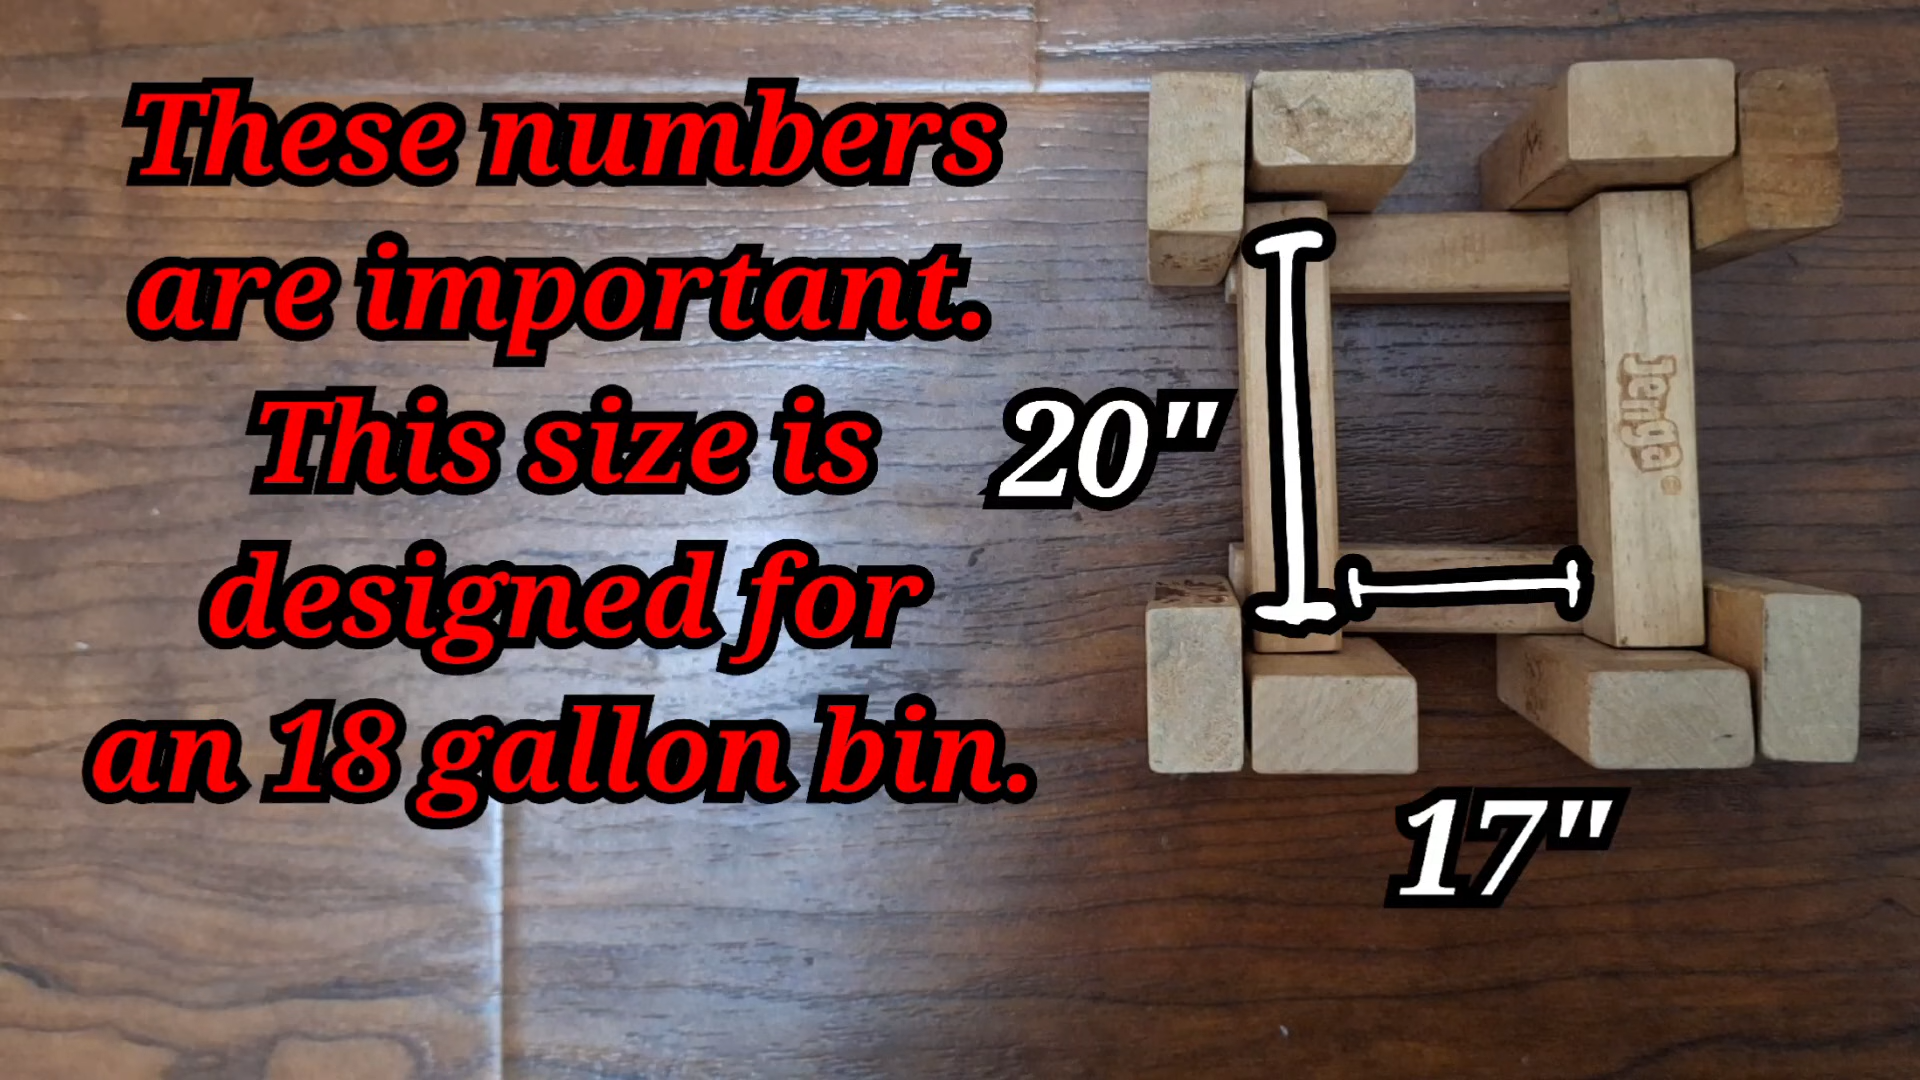 These numbers
are important.
This size is
designed for
an 18 gallon bin.
20"
17"
Jenga®